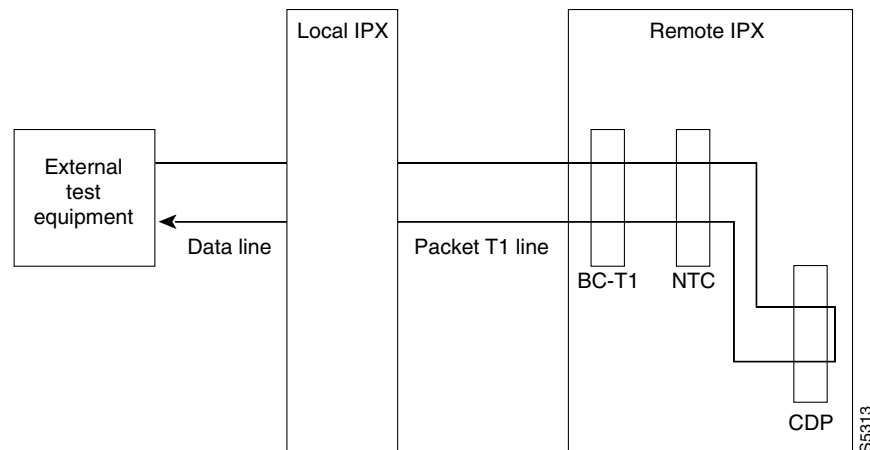 Local IPX
Remote IPX
External
test
equipment
Data line
Packet T1 line
BC-T1
NTC
CDP
S5313